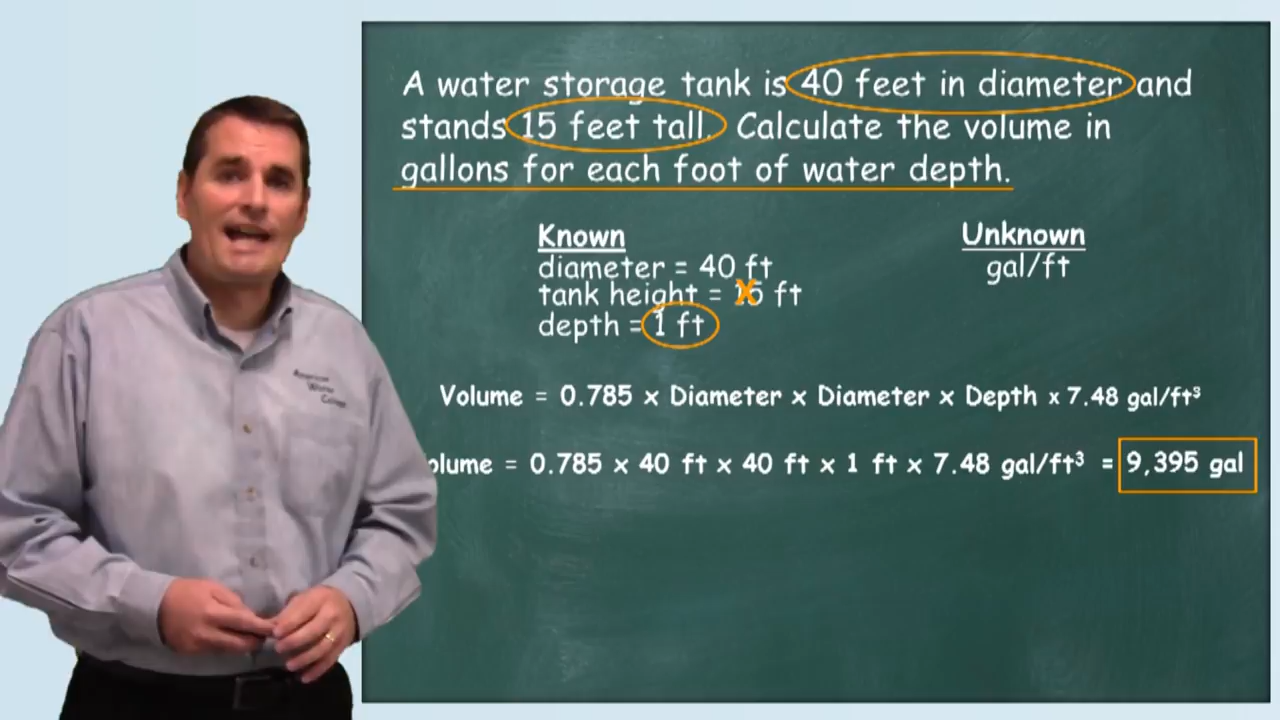 A water storage tank is 40 feet in diameter and
stands 15 feet tall. Calculate the volume in
gallons for each foot of water depth.
Known
Unknown
diameter = 40 ft
gal/ft
tank height = 15 ft
x
depth = 1 ft
Volume = 0.785 x Diameter x Diameter x Depth x 7.48 gal/ft³
olume = 0.785 x 40 ft x 40 ft x 1 ft x 7.48 gal/ft³ = 9,395 gal
American
Water
College